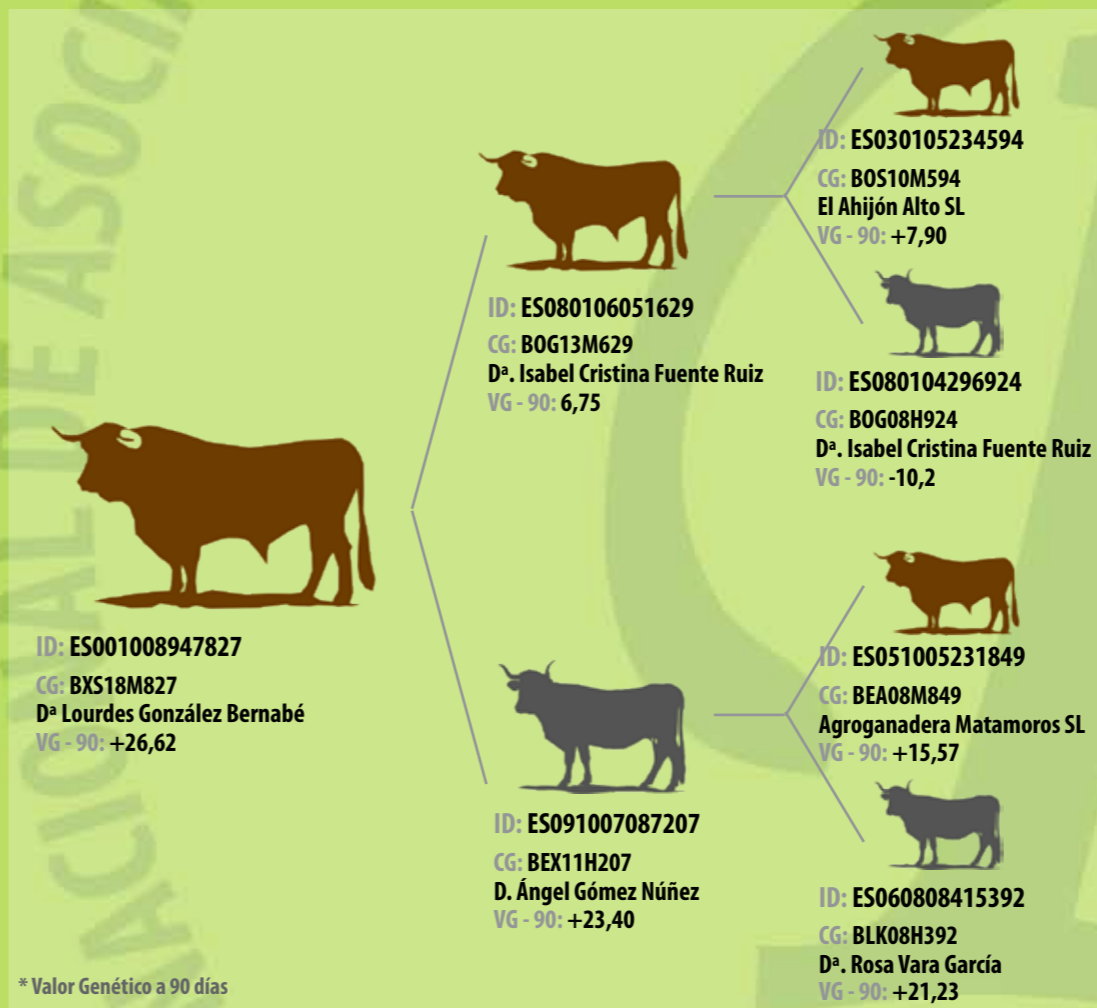 ID: ES030105234594
CG: BOS10M594
El Ahijón Alto SL
VG - 90: +7,90
ID: ES080106051629
CG: BOG13M629
Dª. Isabel Cristina Fuente Ruiz
VG - 90: 6,75
ID: ES080104296924
CG: BOG08H924
Dª. Isabel Cristina Fuente Ruiz
VG - 90: -10,2
ID: ES001008947827
CG: BXS18M827
Dª Lourdes González Bernabé
VG - 90: +26,62
ID: ES051005231849
CG: BEA08M849
Agroganadera Matamoros SL
VG - 90: +15,57
ID: ES091007087207
CG: BEX11H207
D. Ángel Gómez Núñez
VG - 90: +23,40
ID: ES060808415392
CG: BLK08H392
Dª. Rosa Vara García
VG - 90: +21,23
* Valor Genético a 90 días
NACIONAL DE ASOCI